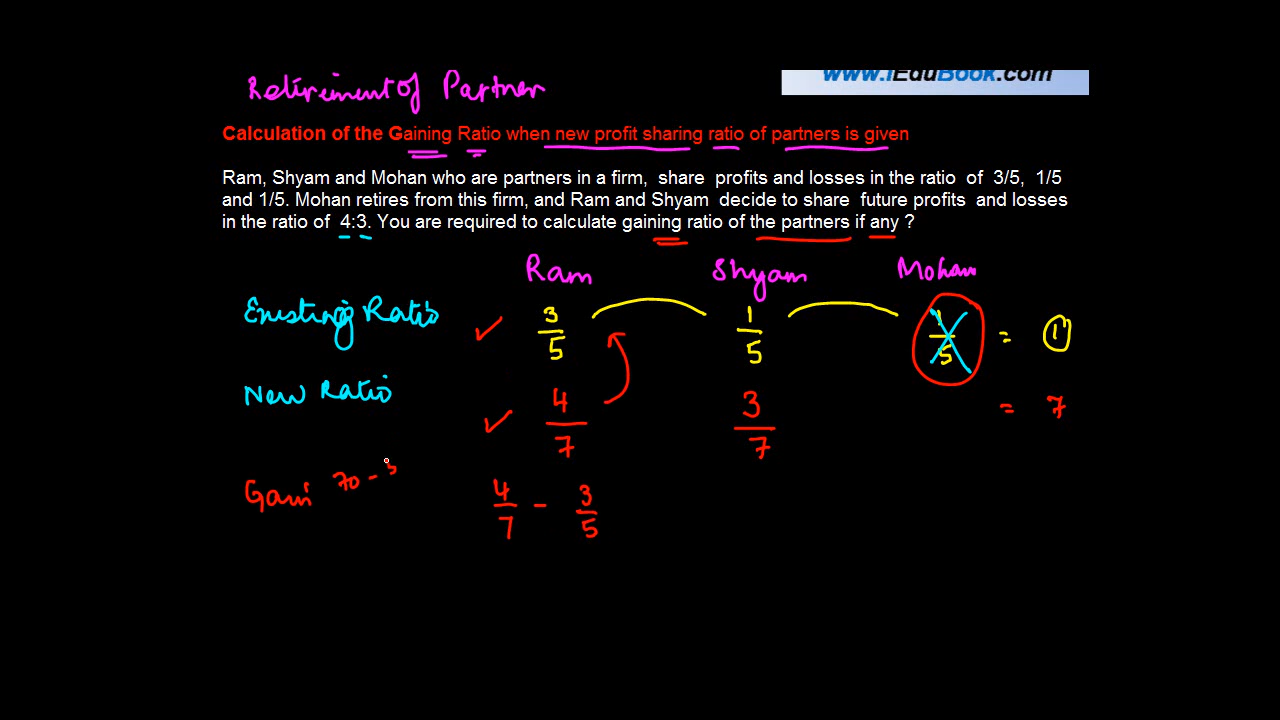 Retirement of Partner
www.iEduBook.com
Calculation of the Gaining Ratio when new profit sharing ratio of partners is given
Ram, Shyam and Mohan who are partners in a firm, share profits and losses in the ratio of 3/5, 1/5
and 1/5. Mohan retires from this firm, and Ram and Shyam decide to share future profits and losses
in the ratio of 4:3. You are required to calculate gaining ratio of the partners if any ?
Ram Shyam Mohan
Existing Ratio 3/5 1/5 1/5 = 1
New Ratio 4/7 3/7 = 7
Gain 70 - 4/7 - 3/5